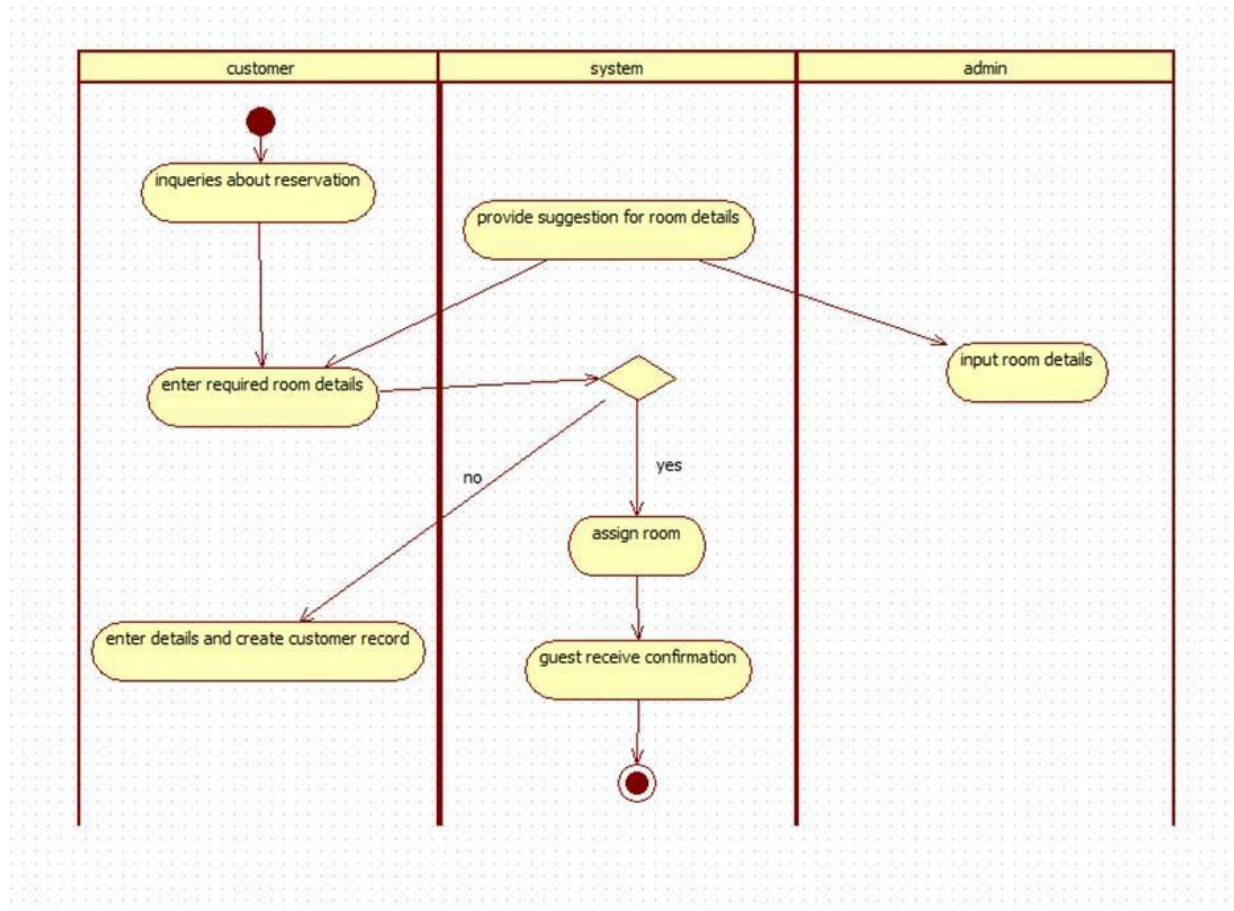 customer
system
admin
inqueries about reservation
provide suggestion for room details
input room details
enter required room details
yes
no
assign room
enter details and create customer record
guest receive confirmation